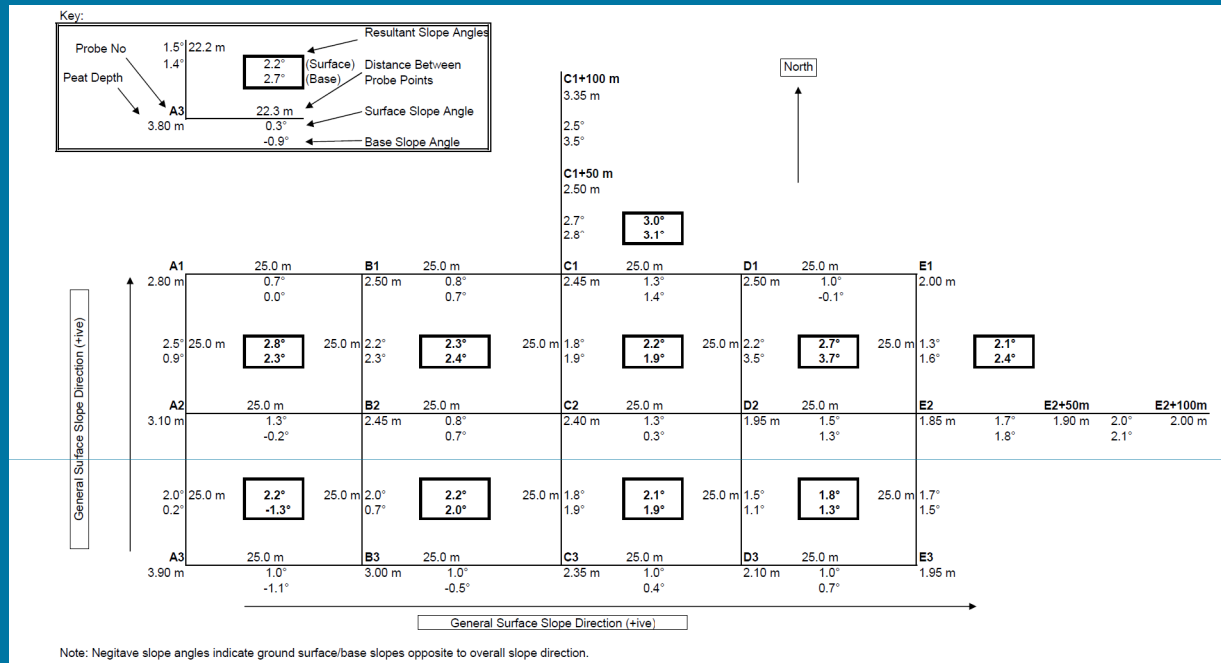 Key:
Resultant Slope Angles
Probe No
1.5° 22.2 m
1.4°
2.2° (Surface)
2.7° (Base)
Distance Between
Probe Points
Peat Depth
A3
22.3 m
Surface Slope Angle
3.80 m
0.3°
-0.9°
Base Slope Angle
North
C1+100 m
3.35 m
2.5°
3.5°
C1+50 m
2.50 m
2.7° 3.0°
2.8° 3.1°
A1 25.0 m B1 25.0 m C1 25.0 m D1 25.0 m E1
2.80 m 0.7° 2.50 m 0.8° 2.45 m 1.3° 2.50 m 1.0° 2.00 m
0.0° 0.7° 1.4° -0.1°
2.5° 25.0 m 2.8° 25.0 m 2.2° 2.3° 25.0 m 1.8° 2.2° 25.0 m 2.2° 2.7° 25.0 m 1.3° 2.1°
0.9° 2.3° 2.3° 2.4° 1.9° 1.9° 3.5° 3.7° 1.6° 2.4°
A2 25.0 m B2 25.0 m C2 25.0 m D2 25.0 m E2 E2+50m E2+100m
3.10 m 1.3° 2.45 m 0.8° 2.40 m 1.3° 1.95 m 1.5° 1.85 m 1.7° 1.90 m 2.0° 2.00 m
-0.2° 0.7° 0.3° 1.3° 1.8° 2.1°
2.0° 25.0 m 2.2° 25.0 m 2.0° 2.2° 25.0 m 1.8° 2.1° 25.0 m 1.5° 1.8° 25.0 m 1.7°
0.2° -1.3° 0.7° 2.0° 1.9° 1.9° 1.1° 1.3° 1.5°
A3 25.0 m B3 25.0 m C3 25.0 m D3 25.0 m E3
3.90 m 1.0° 3.00 m 1.0° 2.35 m 1.0° 2.10 m 1.0° 1.95 m
-1.1° -0.5° 0.4° 0.7°
General Surface Slope Direction (+ive)
General Surface Slope Direction (+ive)
Note: Negitave slope angles indicate ground surface/base slopes opposite to overall slope direction.